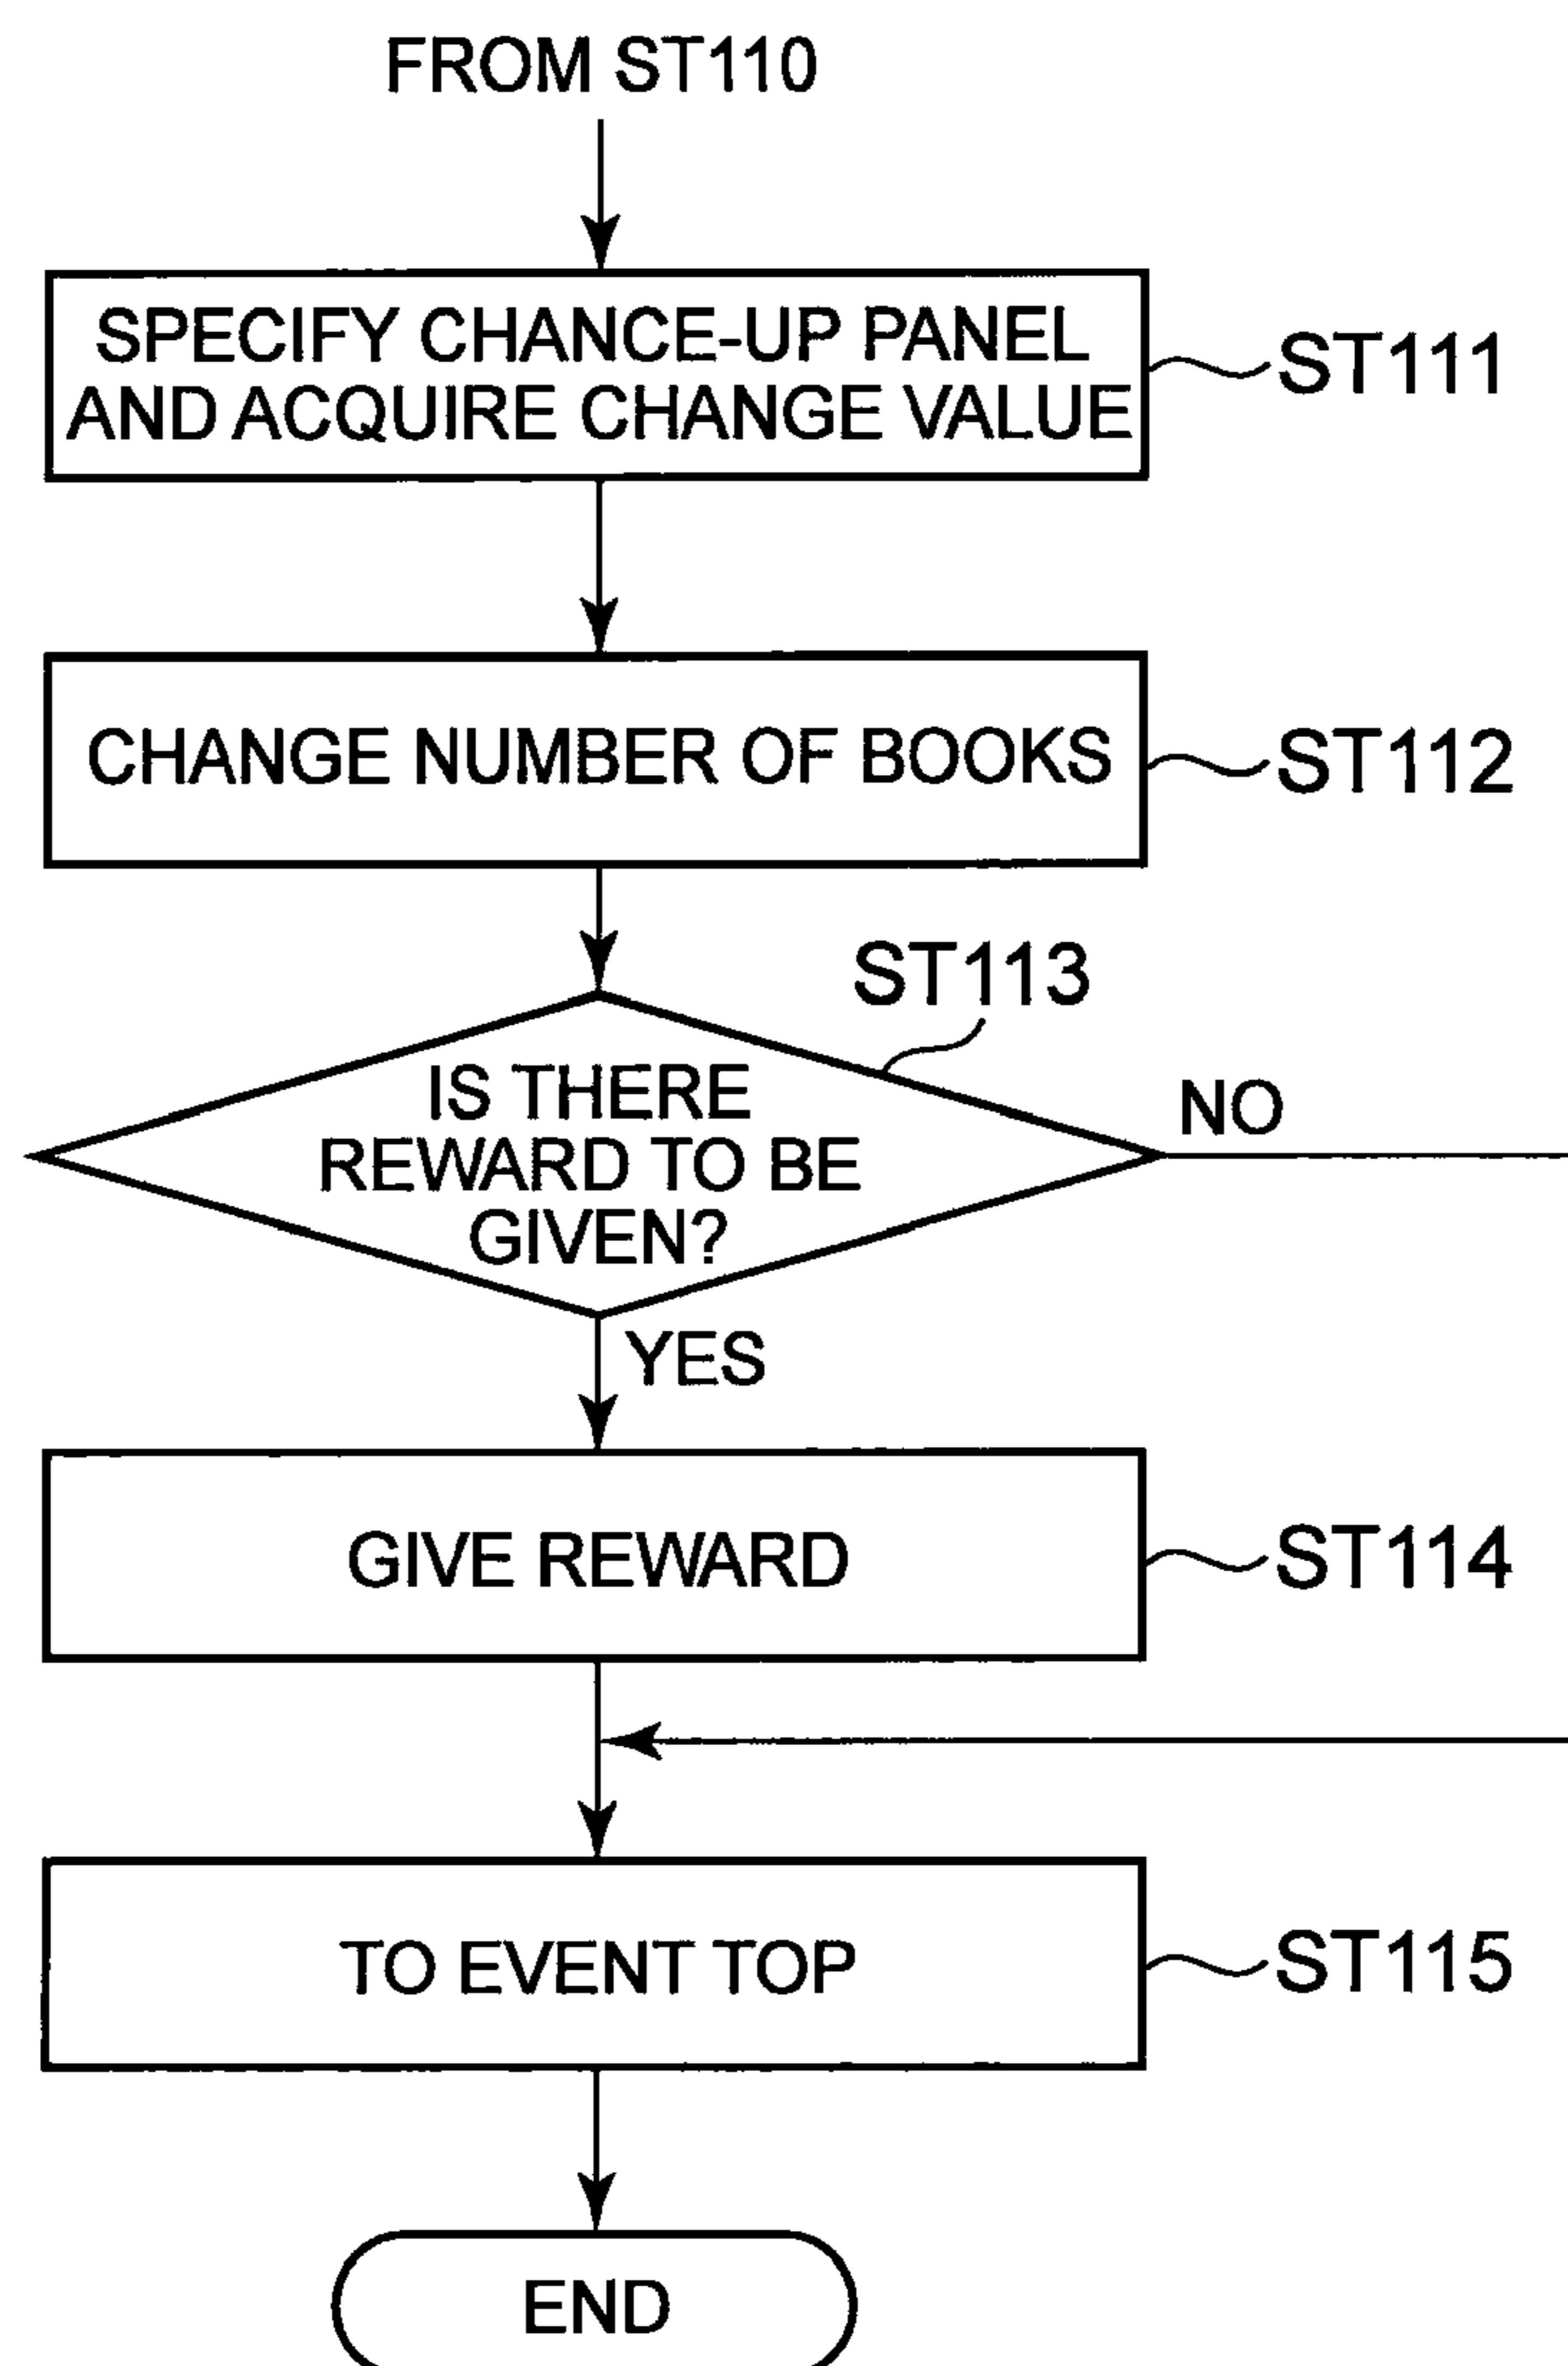 FROM ST110
SPECIFY CHANCE-UP PANEL
AND ACQUIRE CHANGE VALUE
ST111
CHANGE NUMBER OF BOOKS
ST112
ST113
IS THERE
REWARD TO BE
GIVEN?
NO
YES
GIVE REWARD
ST114
TO EVENT TOP
ST115
END